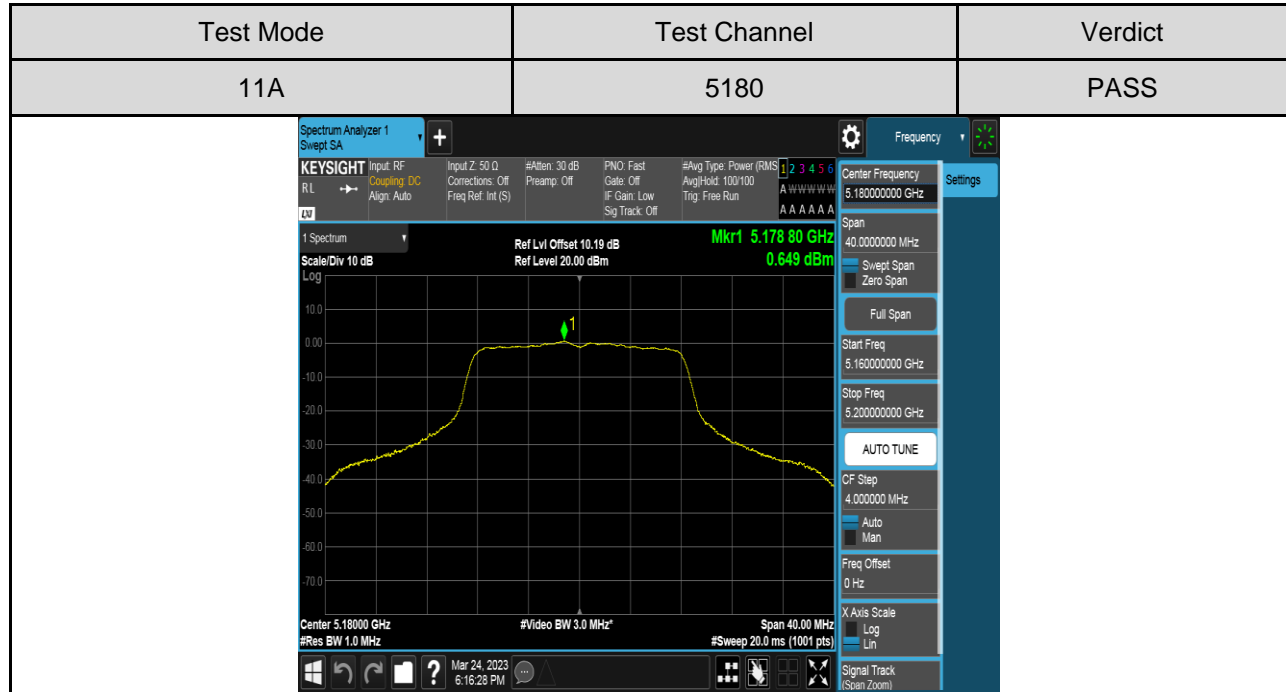 Test Mode Test Channel Verdict
11A 5180 PASS
Spectrum Analyzer 1
Swept SA
+
Frequency
KEYSIGHT Input: RF Input Z: 50 Ω #Atten: 30 dB PNO: Fast #Avg Type: Power (RMS 1 2 3 4 5 6
RL Coupling: DC Corrections: Off Preamp: Off Gate: Off Avg|Hold: 100/100 A W W W W W
Align: Auto Freq Ref: Int (S) IF Gain: Low Trig: Free Run
LXI Sig Track: Off A A A A A A
1 Spectrum Ref Lvl Offset 10.19 dB Mkr1 5.178 80 GHz
Scale/Div 10 dB Ref Level 20.00 dBm 0.649 dBm
Log
10.0
1
0.00
-10.0
-20.0
-30.0
-40.0
-50.0
-60.0
-70.0
Center 5.18000 GHz #Video BW 3.0 MHz* Span 40.00 MHz
#Res BW 1.0 MHz #Sweep 20.0 ms (1001 pts)
? Mar 24, 2023
6:16:28 PM
Center Frequency
5.180000000 GHz
Settings
Span
40.0000000 MHz
Swept Span
Zero Span
Full Span
Start Freq
5.160000000 GHz
Stop Freq
5.200000000 GHz
AUTO TUNE
CF Step
4.000000 MHz
Auto
Man
Freq Offset
0 Hz
X Axis Scale
Log
Lin
Signal Track
(Span Zoom)